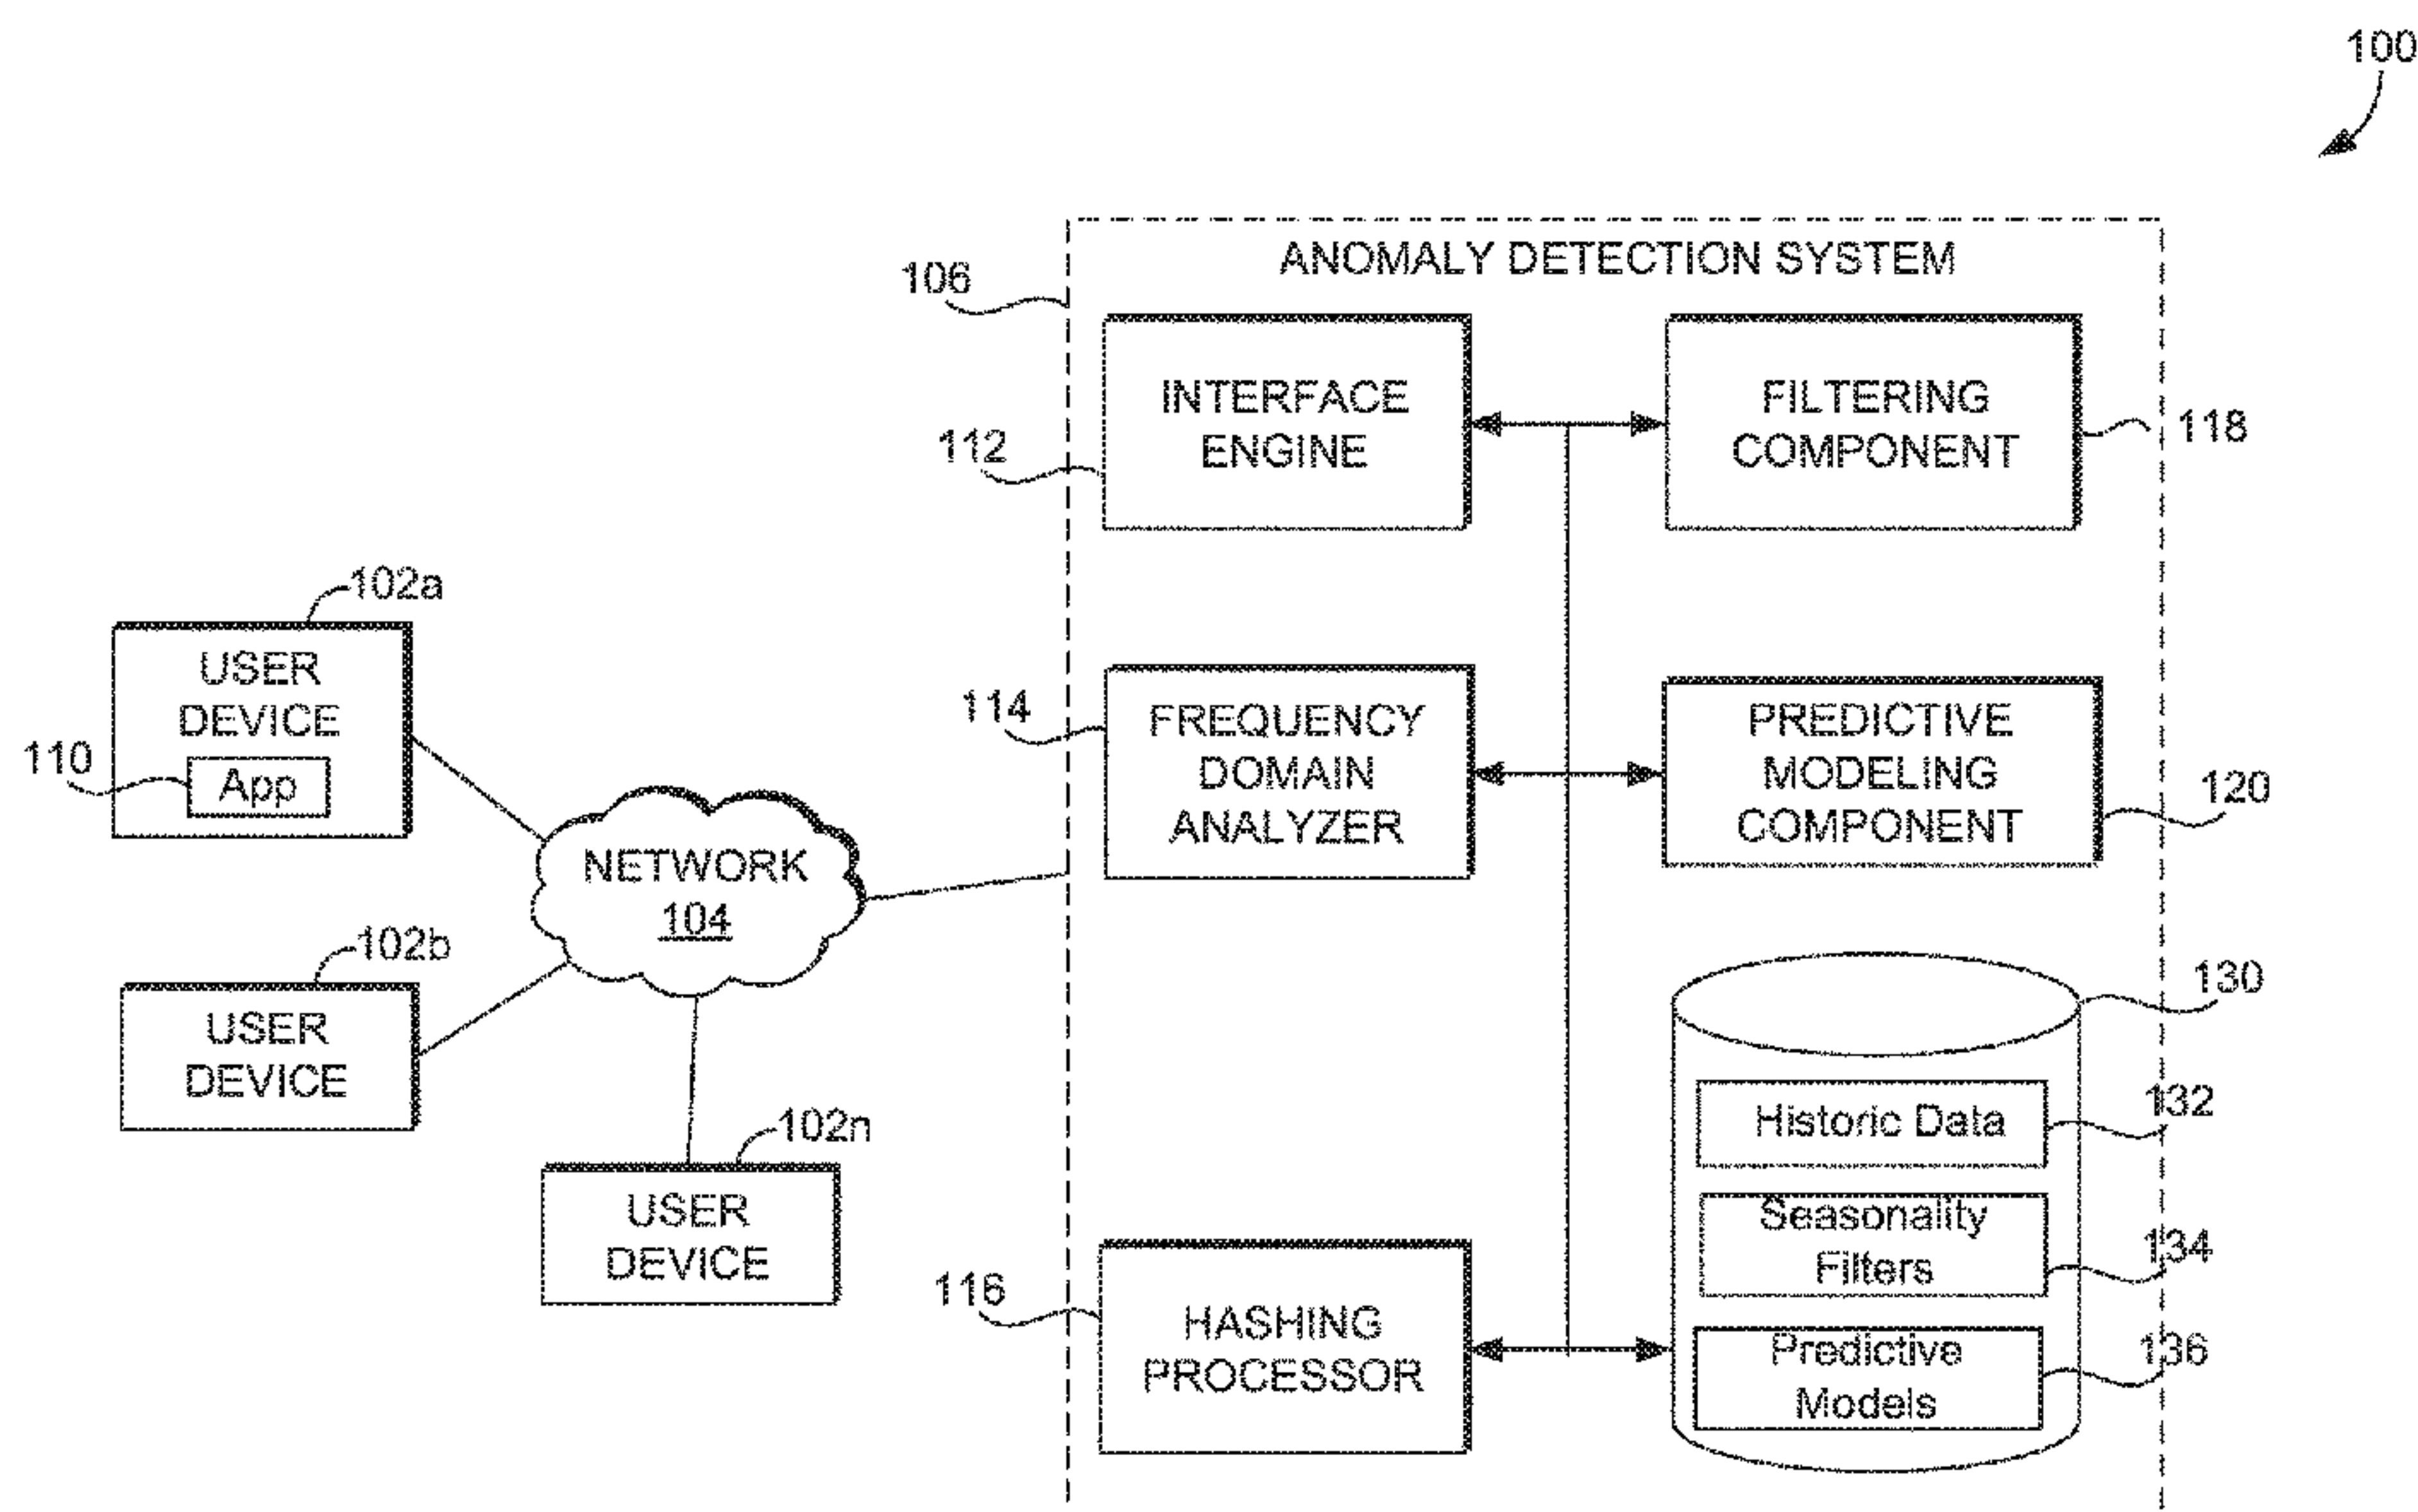 100
ANOMALY DETECTION SYSTEM
106
INTERFACE
ENGINE
112
FILTERING
COMPONENT
118
102a
USER
DEVICE
110
App
114
FREQUENCY
DOMAIN
ANALYZER
PREDICTIVE
MODELING
COMPONENT
120
NETWORK
104
102b
USER
DEVICE
102n
USER
DEVICE
116
HASHING
PROCESSOR
130
Historic Data
132
Seasonality
Filters
134
Predictive
Models
136